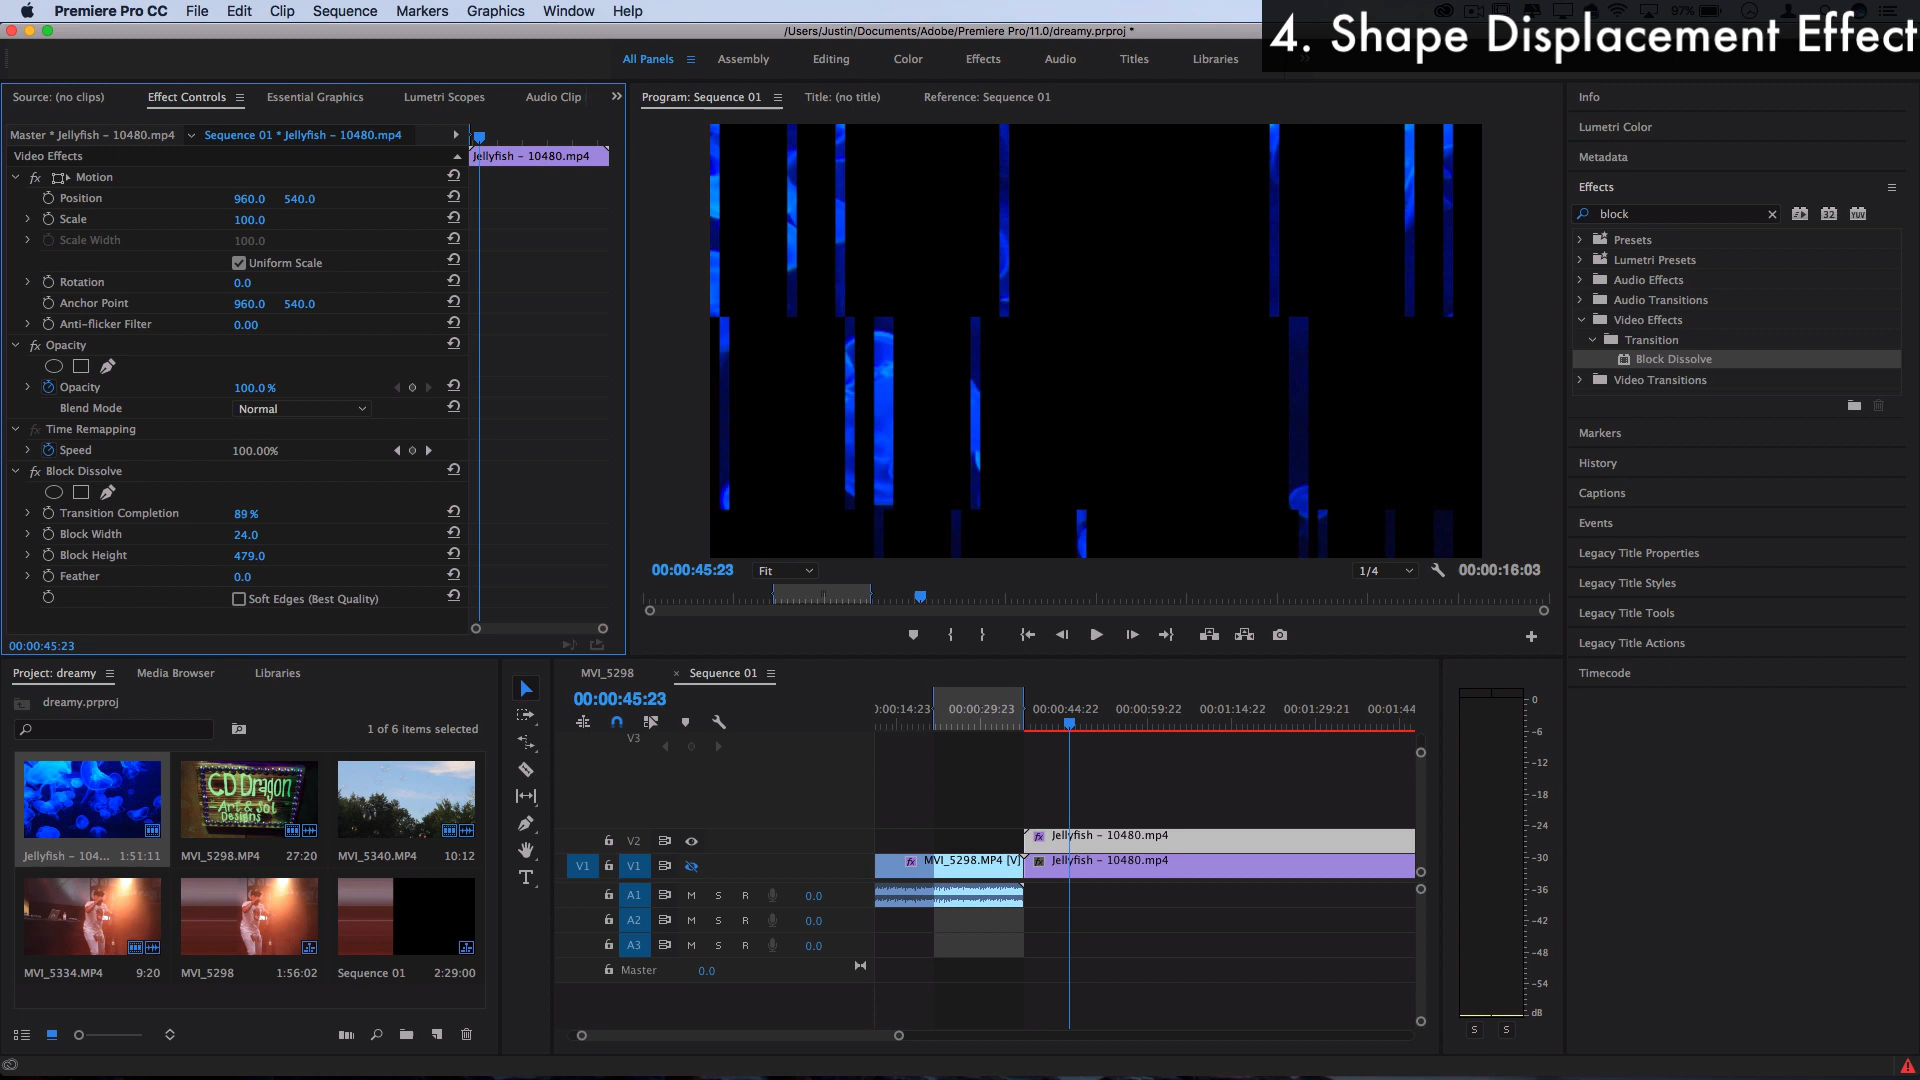 Premiere Pro CC File Edit Clip Sequence Markers Graphics Window Help 97%
/Users/Justin/Documents/Adobe/Premiere Pro/11.0/dreamy.prproj *
4. Shape Displacement Effect
All Panels Assembly Editing Color Effects Audio Titles Libraries
Source: (no clips) Effect Controls Essential Graphics Lumetri Scopes Audio Clip
Master * Jellyfish - 10480.mp4 Sequence 01 * Jellyfish - 10480.mp4
Video Effects
Jellyfish - 10480.mp4
fx Motion
Position 960.0 540.0
Scale 100.0
Scale Width 100.0
Uniform Scale
Rotation 0.0
Anchor Point 960.0 540.0
Anti-flicker Filter 0.00
fx Opacity
Opacity 100.0 %
Blend Mode Normal
fx Time Remapping
Speed 100.00%
fx Block Dissolve
Transition Completion 89 %
Block Width 24.0
Block Height 479.0
Feather 0.0
Soft Edges (Best Quality)
00:00:45:23
Program: Sequence 01 Title: (no title) Reference: Sequence 01
00:00:45:23 Fit 1/4 00:00:16:03
Info
Lumetri Color
Metadata
Effects
block 32 YUV
Presets
Lumetri Presets
Audio Effects
Audio Transitions
Video Effects
Transition
Block Dissolve
Video Transitions
Markers
History
Captions
Events
Legacy Title Properties
Legacy Title Styles
Legacy Title Tools
Legacy Title Actions
Timecode
Project: dreamy Media Browser Libraries
dreamy.prproj
1 of 6 items selected
CD Dragon
Art & Sol
Designs
Jellyfish - 104... 1:51:11 MVI_5298.MP4 27:20 MVI_5340.MP4 10:12
MVI_5334.MP4 9:20 MVI_5298 1:56:02 Sequence 01 2:29:00
T
MVI_5298 × Sequence 01
00:00:45:23
0:00:14:23 00:00:29:23 00:00:44:22 00:00:59:22 00:01:14:22 00:01:29:21 00:01:44
V3
V2 fx Jellyfish - 10480.mp4
V1 V1 fx MVI_5298.MP4 [V] fx Jellyfish - 10480.mp4
A1 M S R 0.0
A2 M S R 0.0
A3 M S R 0.0
Master 0.0
0
-6
-12
-18
-24
-30
-36
-42
-48
-54
dB
S S